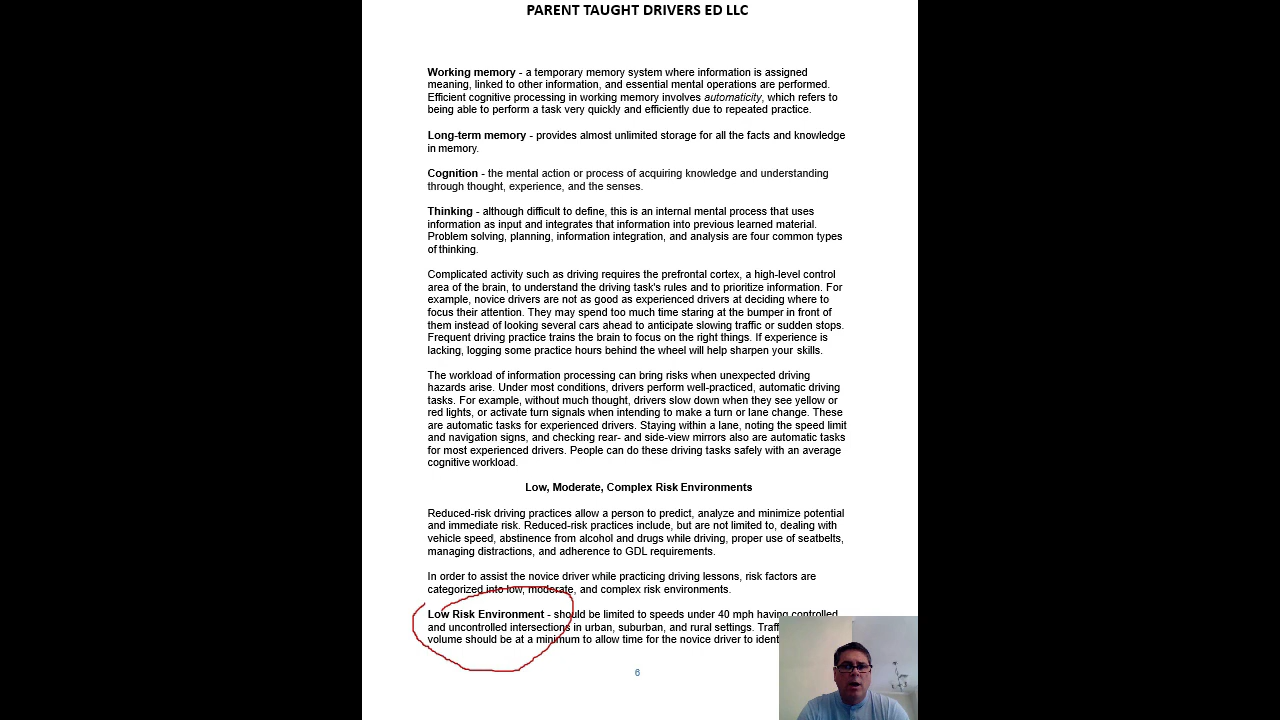 PARENT TAUGHT DRIVERS ED LLC
Working memory - a temporary memory system where information is assigned
meaning, linked to other information, and essential mental operations are performed.
Efficient cognitive processing in working memory involves automaticity, which refers to
being able to perform a task very quickly and efficiently due to repeated practice.
Long-term memory - provides almost unlimited storage for all the facts and knowledge
in memory.
Cognition - the mental action or process of acquiring knowledge and understanding
through thought, experience, and the senses.
Thinking - although difficult to define, this is an internal mental process that uses
information as input and integrates that information into previous learned material.
Problem solving, planning, information integration, and analysis are four common types
of thinking.
Complicated activity such as driving requires the prefrontal cortex, a high-level control
area of the brain, to understand the driving task's rules and to prioritize information. For
example, novice drivers are not as good as experienced drivers at deciding where to
focus their attention. They may spend too much time staring at the bumper in front of
them instead of looking several cars ahead to anticipate slowing traffic or sudden stops.
Frequent driving practice trains the brain to focus on the right things. If experience is
lacking, logging some practice hours behind the wheel will help sharpen your skills.
The workload of information processing can bring risks when unexpected driving
hazards arise. Under most conditions, drivers perform well-practiced, automatic driving
tasks. For example, without much thought, drivers slow down when they see yellow or
red lights, or activate turn signals when intending to make a turn or lane change. These
are automatic tasks for experienced drivers. Staying within a lane, noting the speed limit
and navigation signs, and checking rear- and side-view mirrors also are automatic tasks
for most experienced drivers. People can do these driving tasks safely with an average
cognitive workload.
Low, Moderate, Complex Risk Environments
Reduced-risk driving practices allow a person to predict, analyze and minimize potential
and immediate risk. Reduced-risk practices include, but are not limited to, dealing with
vehicle speed, abstinence from alcohol and drugs while driving, proper use of seatbelts,
managing distractions, and adherence to GDL requirements.
In order to assist the novice driver while practicing driving lessons, risk factors are
categorized into low, moderate, and complex risk environments.
Low Risk Environment - should be limited to speeds under 40 mph having controlled
and uncontrolled intersections in urban, suburban, and rural settings.
volume should be at a minimum to allow time for the novice driver to
6